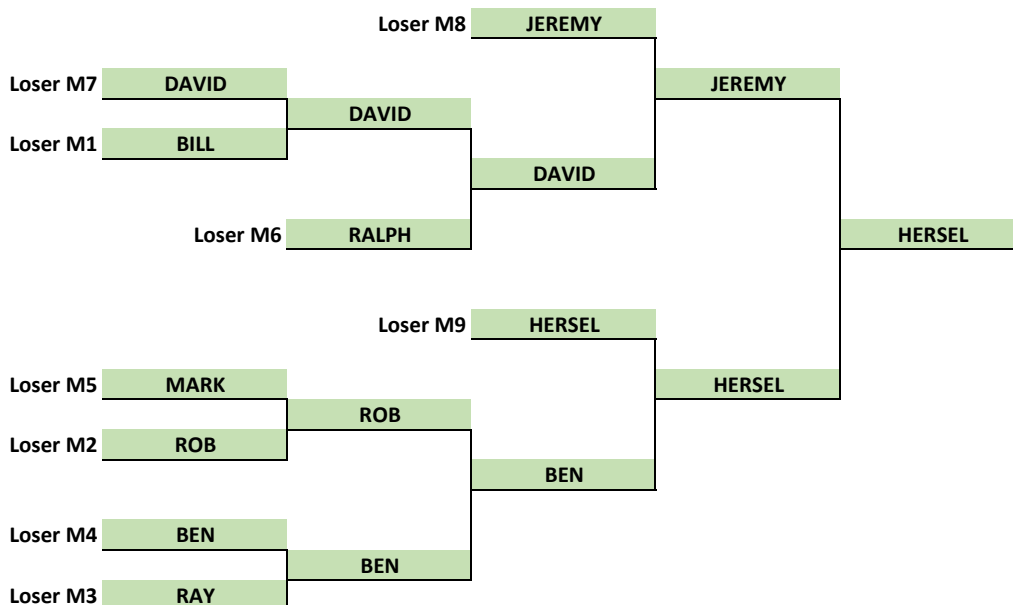 Loser M8 JEREMY
Loser M7 DAVID JEREMY
DAVID
Loser M1 BILL
DAVID
Loser M6 RALPH HERSEL
Loser M9 HERSEL
Loser M5 MARK HERSEL
ROB
Loser M2 ROB
BEN
Loser M4 BEN
BEN
Loser M3 RAY